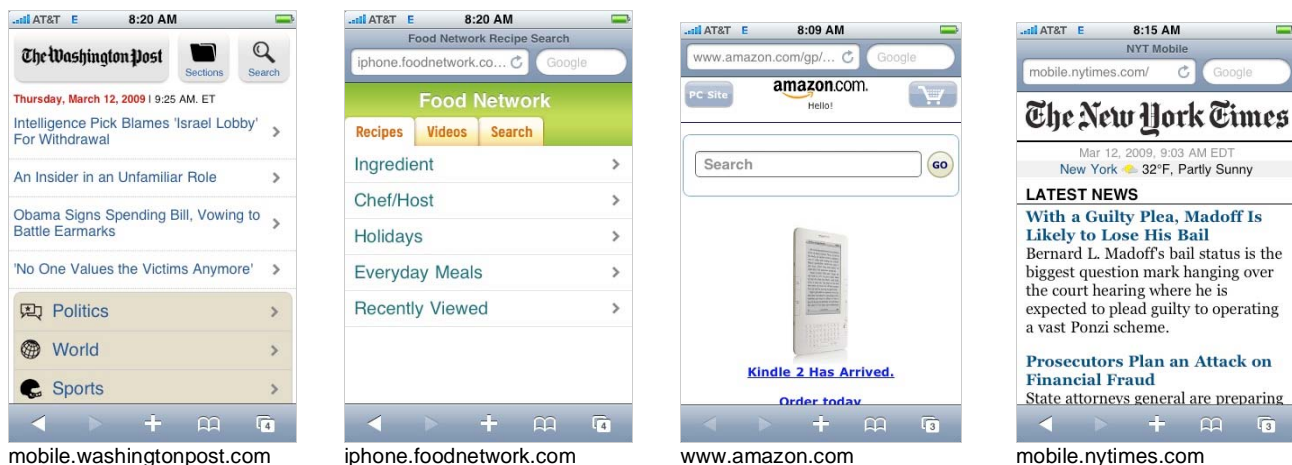 AT&T E 8:20 AM
The Washington Post
Sections
Search
Thursday, March 12, 2009 | 9:25 AM. ET
Intelligence Pick Blames 'Israel Lobby'
For Withdrawal
An Insider in an Unfamiliar Role
Obama Signs Spending Bill, Vowing to
Battle Earmarks
'No One Values the Victims Anymore'
Politics
World
Sports
4
mobile.washingtonpost.com
AT&T E 8:20 AM
Food Network Recipe Search
iphone.foodnetwork.co... Google
Food Network
Recipes Videos Search
Ingredient
Chef/Host
Holidays
Everyday Meals
Recently Viewed
4
iphone.foodnetwork.com
AT&T E 8:09 AM
www.amazon.com/gp/... Google
PC Site
amazon.com.
Hello!
Search GO
Kindle 2 Has Arrived.
Order today
3
www.amazon.com
AT&T E 8:15 AM
NYT Mobile
mobile.nytimes.com/ Google
The New York Times
Mar 12, 2009, 9:03 AM EDT
New York 32°F, Partly Sunny
LATEST NEWS
With a Guilty Plea, Madoff Is
Likely to Lose His Bail
Bernard L. Madoff's bail status is the
biggest question mark hanging over
the court hearing where he is
expected to plead guilty to operating
a vast Ponzi scheme.
Prosecutors Plan an Attack on
Financial Fraud
State attorneys general are preparing
3
mobile.nytimes.com